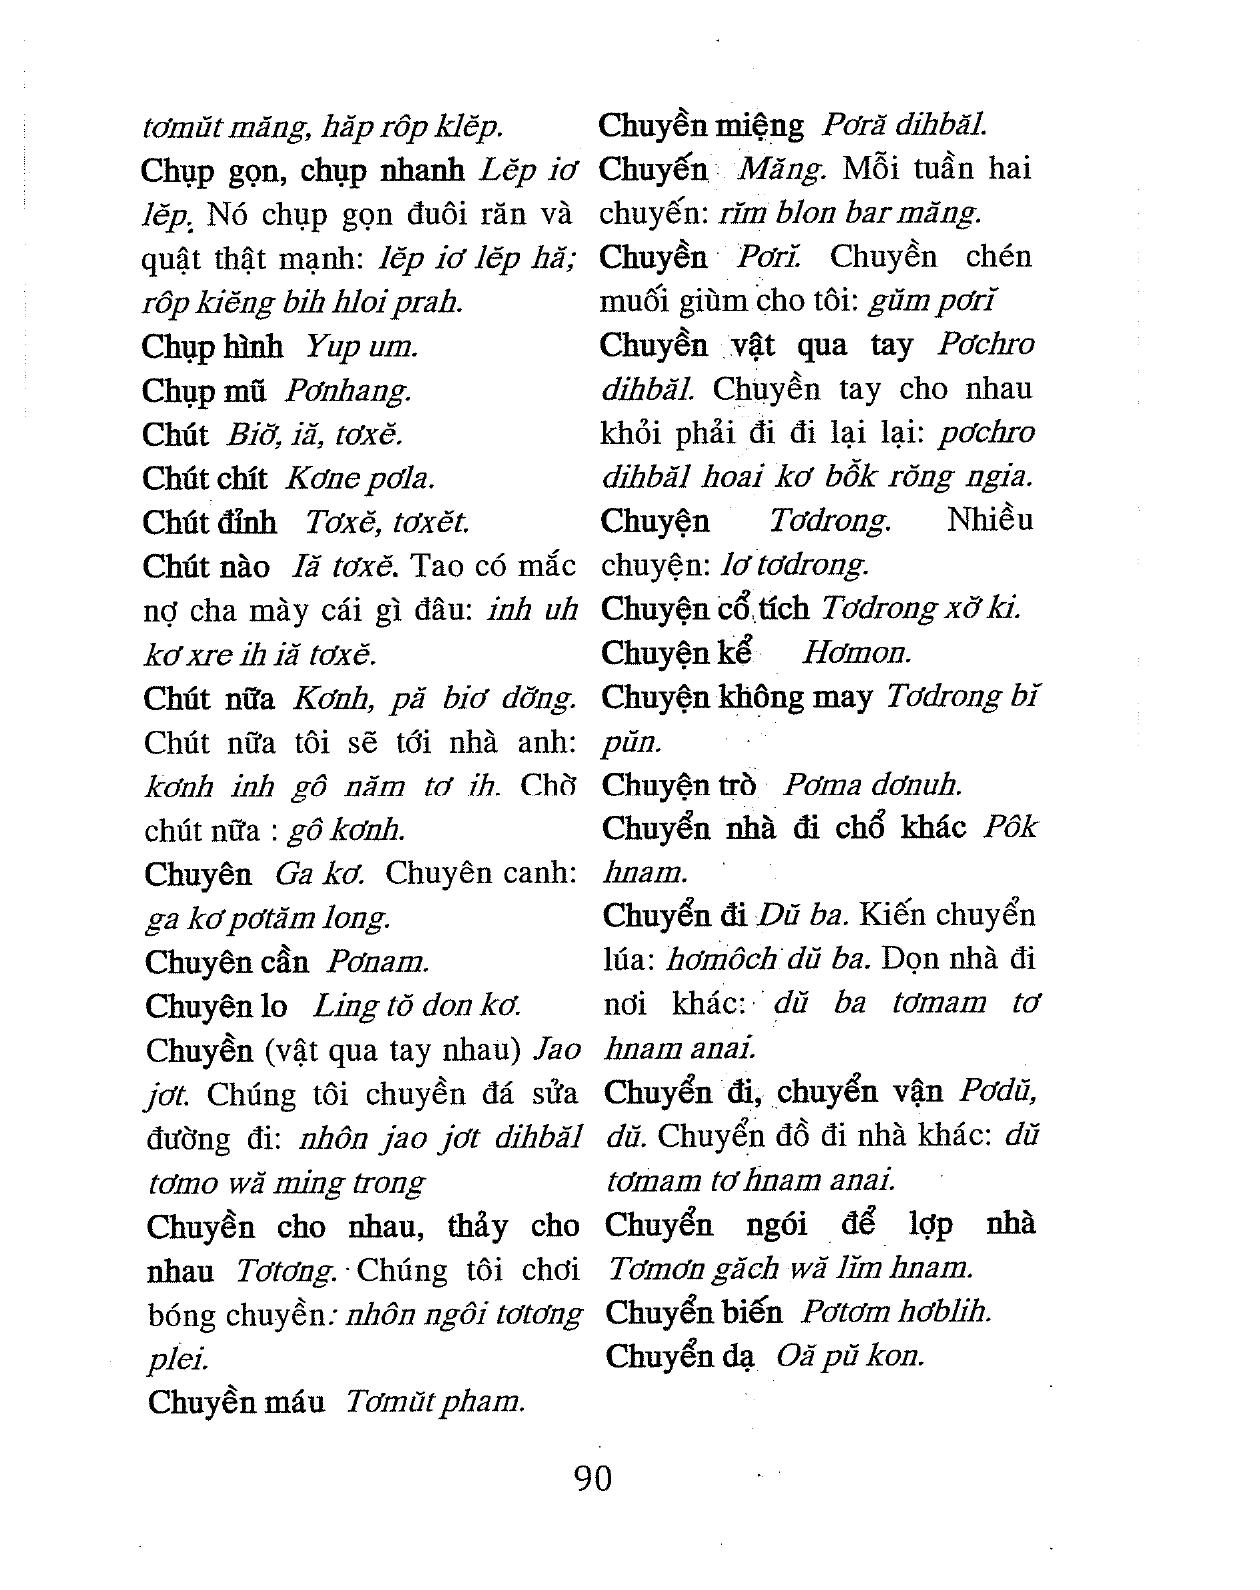 tơmŭt măng, hăp rôp klĕp.
Chụp gọn, chụp nhanh Lĕp iơ
lĕp. Nó chụp gọn đuôi răn và
quật thật mạnh: lĕp iơ lĕp hă;
rôp kiĕng bih hloi prah.
Chụp hình Yup um.
Chụp mũ Pơnhang.
Chút Biơ̆, iă, tơxĕ.
Chút chít Kơne pơla.
Chút đỉnh Tơxĕ, tơxĕt.
Chút nào Iă tơxĕ. Tao có mắc
nợ cha mày cái gì đâu: inh uh
kơ xre ih iă tơxĕ.
Chút nữa Kơnh, pă biơ dơ̆ng.
Chút nữa tôi sẽ tới nhà anh:
kơnh inh gô năm tơ ih. Chờ
chút nữa : gô kơnh.
Chuyên Ga kơ. Chuyên canh:
ga kơ pơtăm long.
Chuyên cần Pơnam.
Chuyên lo Ling tŏ don kơ.
Chuyền (vật qua tay nhau) Jao
jơt. Chúng tôi chuyền đá sửa
đường đi: nhôn jao jơt dihbăl
tơmo wă ming trong
Chuyền cho nhau, thảy cho
nhau Tơtơng. Chúng tôi chơi
bóng chuyền: nhôn ngôi tơtơng
plei.
Chuyền máu Tơmŭt pham.
Chuyền miệng Pơră dihbăl.
Chuyến Măng. Mỗi tuần hai
chuyến: rĭm blon bar măng.
Chuyền Pơrĭ. Chuyền chén
muối giùm cho tôi: gŭm pơrĭ
Chuyền vật qua tay Pơchro
dihbăl. Chuyền tay cho nhau
khỏi phải đi đi lại lại: pơchro
dihbăl hoai kơ bô̆k rŏng ngia.
Chuyện Tơdrong. Nhiều
chuyện: lơ tơdrong.
Chuyện cổ tích Tơdrong xơ̆ ki.
Chuyện kể Hơmon.
Chuyện không may Tơdrong bĭ
pŭn.
Chuyện trò Pơma dơnuh.
Chuyển nhà đi chổ khác Pôk
hnam.
Chuyển đi Dŭ ba. Kiến chuyển
lúa: hơmôch dŭ ba. Dọn nhà đi
nơi khác: dŭ ba tơmam tơ
hnam anai.
Chuyển đi, chuyển vận Pơdŭ,
dŭ. Chuyển đồ đi nhà khác: dŭ
tơmam tơ hnam anai.
Chuyển ngói để lợp nhà
Tơmơn găch wă lĭm hnam.
Chuyển biến Pơtơm hơblih.
Chuyển dạ Oă pŭ kon.
90